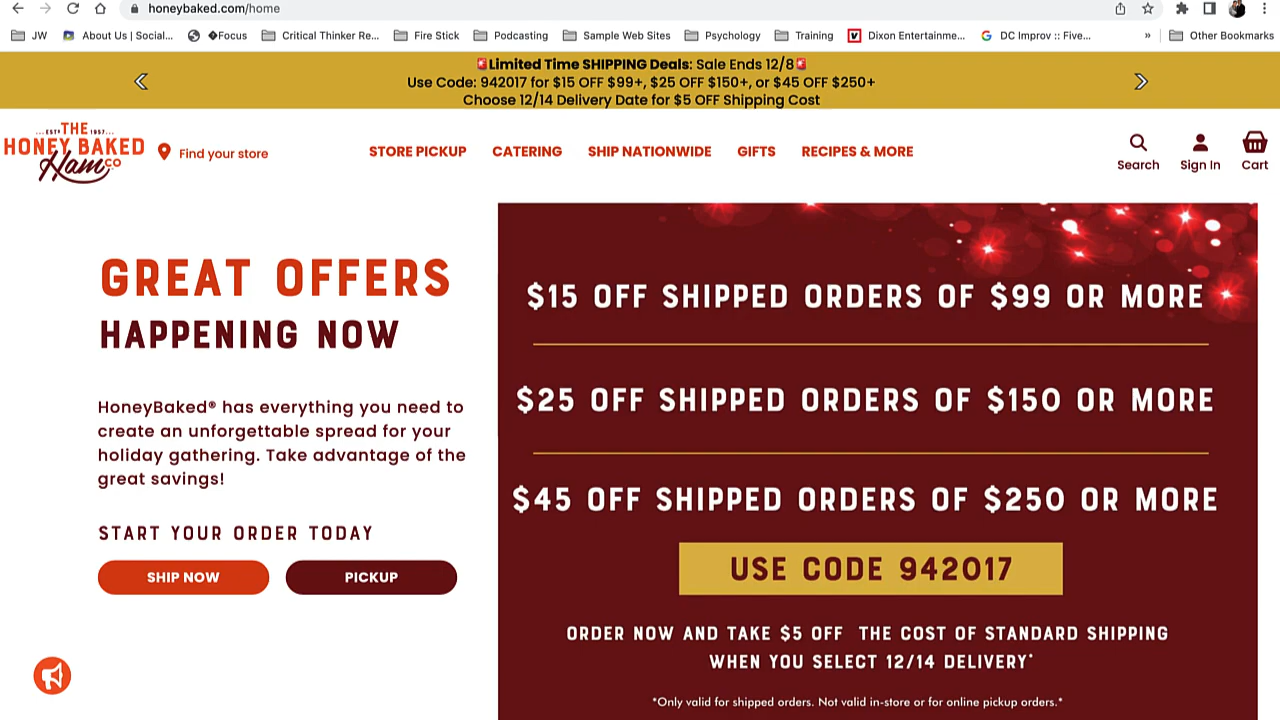 honeybaked.com/home
JW
About Us | Social...
�Focus
Critical Thinker Re...
Fire Stick
Podcasting
Sample Web Sites
Psychology
Training
Dixon Entertainme...
DC Improv :: Five...
»
Other Bookmarks
🚨Limited Time SHIPPING Deals: Sale Ends 12/8🚨
Use Code: 942017 for $15 OFF $99+, $25 OFF $150+, or $45 OFF $250+
Choose 12/14 Delivery Date for $5 OFF Shipping Cost
...ESTD THE 1957...
HONEY BAKED
Ham CO
Find your store
STORE PICKUP
CATERING
SHIP NATIONWIDE
GIFTS
RECIPES & MORE
Search
Sign In
Cart
GREAT OFFERS
HAPPENING NOW
HoneyBaked® has everything you need to
create an unforgettable spread for your
holiday gathering. Take advantage of the
great savings!
START YOUR ORDER TODAY
SHIP NOW
PICKUP
$15 OFF SHIPPED ORDERS OF $99 OR MORE
$25 OFF SHIPPED ORDERS OF $150 OR MORE
$45 OFF SHIPPED ORDERS OF $250 OR MORE
USE CODE 942017
ORDER NOW AND TAKE $5 OFF THE COST OF STANDARD SHIPPING
WHEN YOU SELECT 12/14 DELIVERY*
*Only valid for shipped orders. Not valid in-store or for online pickup orders.*